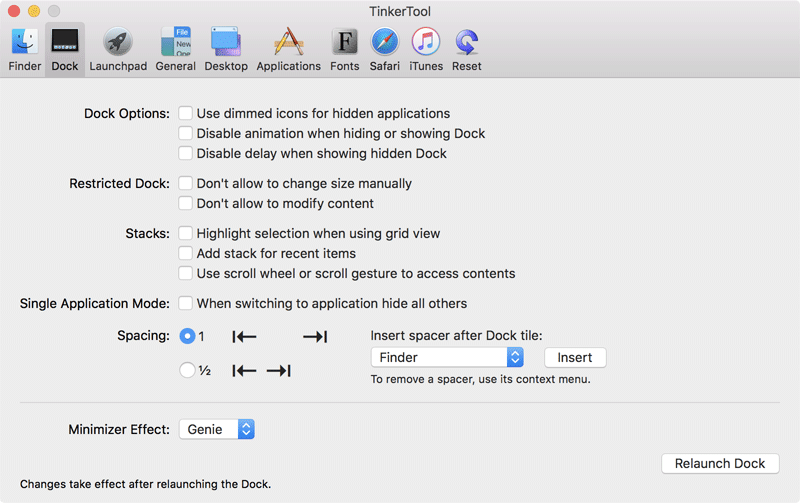 TinkerTool
Finder Dock Launchpad General Desktop Applications Fonts Safari iTunes Reset
Dock Options: Use dimmed icons for hidden applications
Disable animation when hiding or showing Dock
Disable delay when showing hidden Dock
Restricted Dock: Don't allow to change size manually
Don't allow to modify content
Stacks: Highlight selection when using grid view
Add stack for recent items
Use scroll wheel or scroll gesture to access contents
Single Application Mode: When switching to application hide all others
Spacing: 1 Insert spacer after Dock tile:
Finder Insert
½
To remove a spacer, use its context menu.
Minimizer Effect: Genie
Relaunch Dock
Changes take effect after relaunching the Dock.